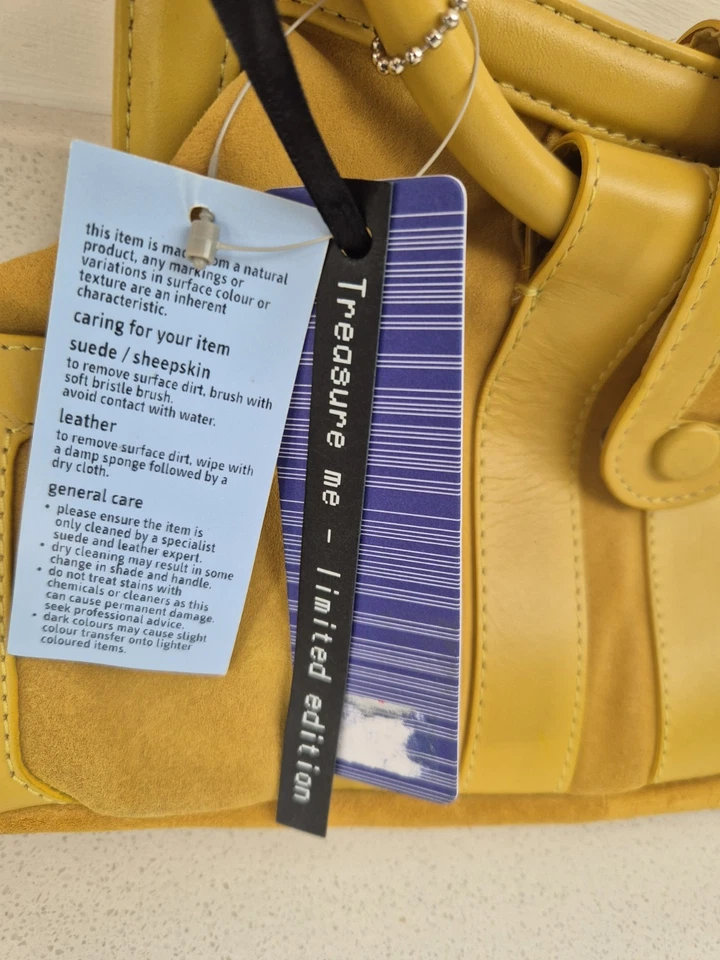 this item is made from a natural
product, any markings or
variations in surface colour or
texture are an inherent
characteristic.
caring for your item
suede / sheepskin
to remove surface dirt, brush with
soft bristle brush.
avoid contact with water.
leather
to remove surface dirt, wipe with
a damp sponge followed by a
dry cloth.
general care
• please ensure the item is
only cleaned by a specialist
suede and leather expert.
• dry cleaning may result in some
change in shade and handle.
• do not treat stains with
chemicals or cleaners as this
can cause permanent damage.
seek professional advice.
• dark colours may cause slight
colour transfer onto lighter
coloured items.
Treasure me - limited edition